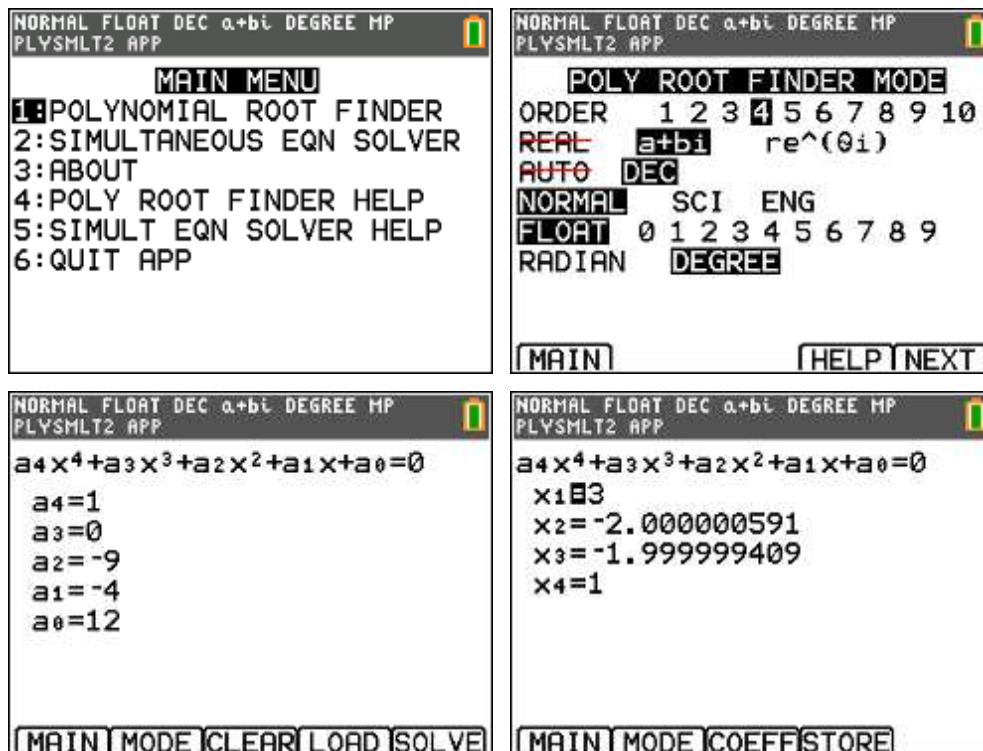 NORMAL FLOAT DEC a+bi DEGREE MP
PLYSMLT2 APP
MAIN MENU
1:POLYNOMIAL ROOT FINDER
2:SIMULTANEOUS EQN SOLVER
3:ABOUT
4:POLY ROOT FINDER HELP
5:SIMULT EQN SOLVER HELP
6:QUIT APP
NORMAL FLOAT DEC a+bi DEGREE MP
PLYSMLT2 APP
POLY ROOT FINDER MODE
ORDER 1 2 3 4 5 6 7 8 9 10
REAL a+bi re^(θi)
AUTO DEC
NORMAL SCI ENG
FLOAT 0 1 2 3 4 5 6 7 8 9
RADIAN DEGREE
MAIN HELP NEXT
NORMAL FLOAT DEC a+bi DEGREE MP
PLYSMLT2 APP
a₄x⁴+a₃x³+a₂x²+a₁x+a₀=0
a₄=1
a₃=0
a₂=-9
a₁=-4
a₀=12
MAIN MODE CLEAR LOAD SOLVE
NORMAL FLOAT DEC a+bi DEGREE MP
PLYSMLT2 APP
a₄x⁴+a₃x³+a₂x²+a₁x+a₀=0
x₁=3
x₂=-2.000000591
x₃=-1.999999409
x₄=1
MAIN MODE COEFF STORE